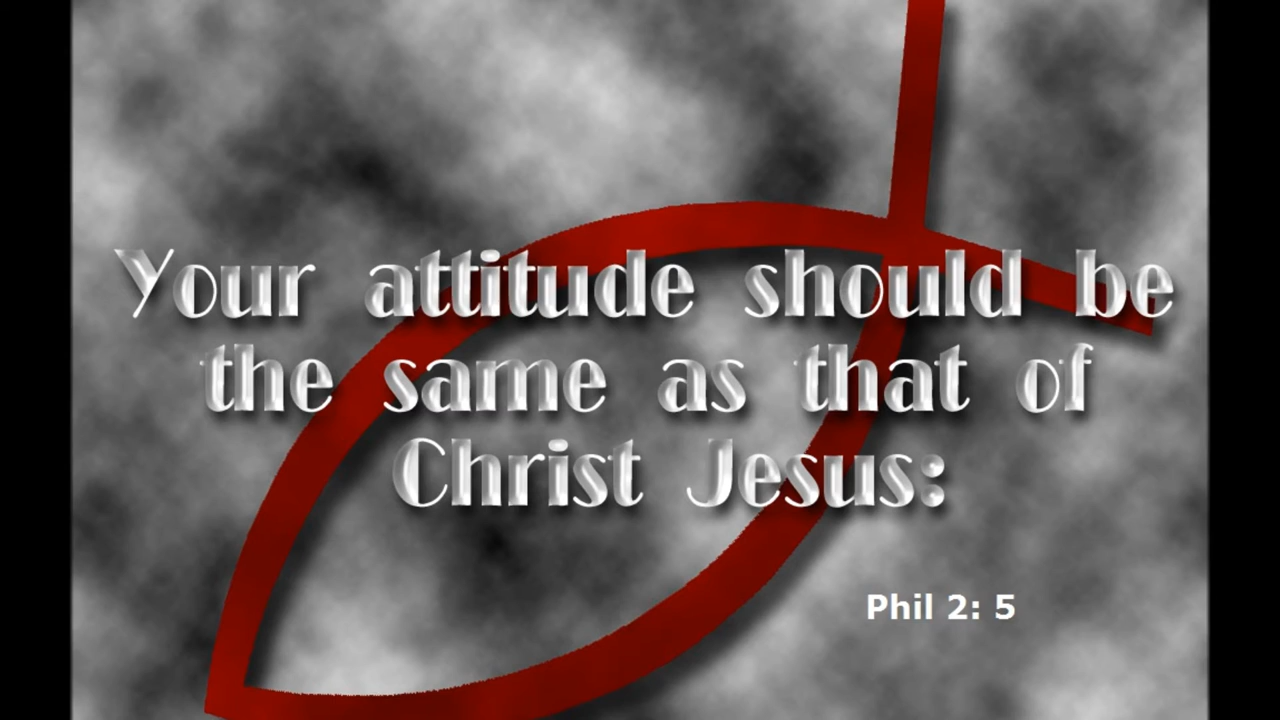 Your attitude should be
the same as that of
Christ Jesus:
Phil 2: 5